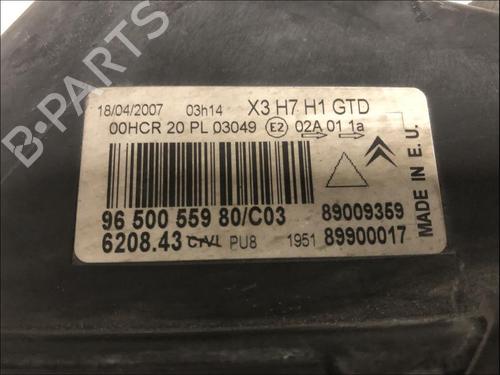 B-PARTS
18/04/2007 03h14 X3 H7 H1 GTD
00HCR 20 PL 03049 E2 02A 01 1a
96 500 559 80/C03 89009359
6208.43 CrVL PU8 1951 89900017
MADE IN E.U.